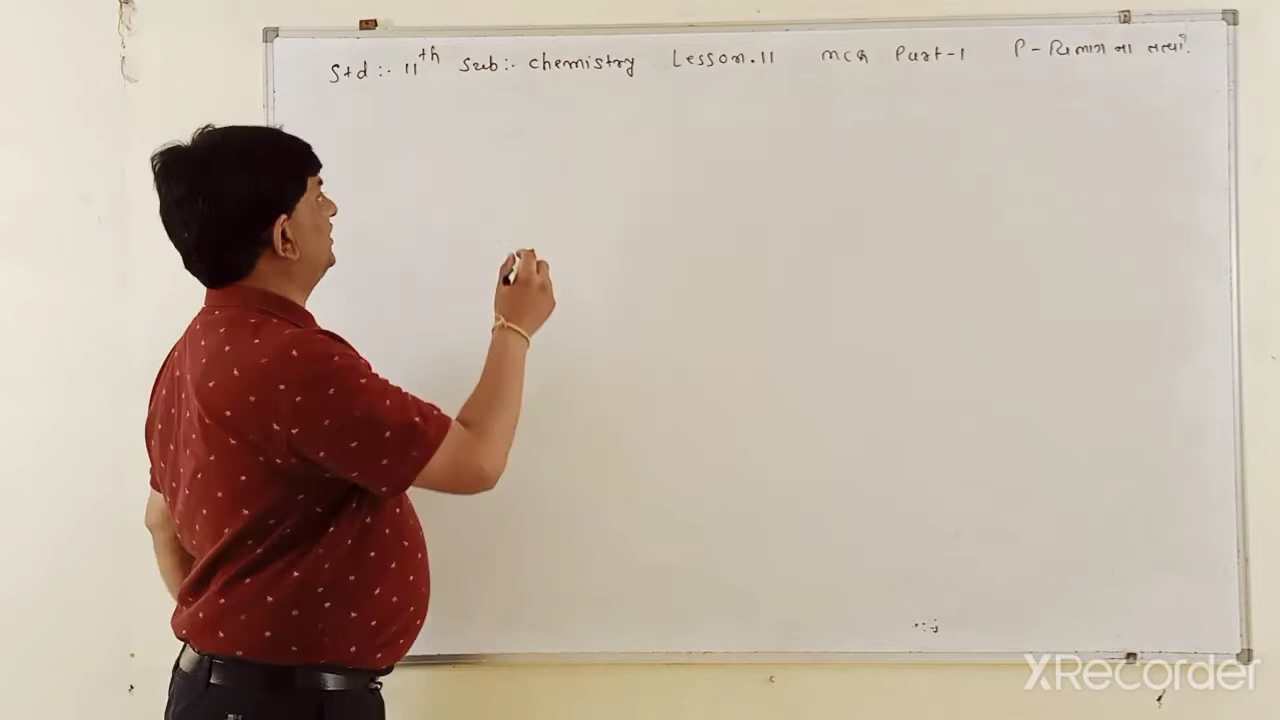 Std :- 11th Sub :- Chemistry Lesson.11 MCQ Part-1 P-વિભાગ ના તત્વો.
XRecorder